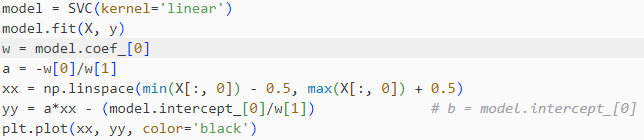 model = SVC(kernel='linear')
model.fit(X, y)
w = model.coef_[0]
a = -w[0]/w[1]
xx = np.linspace(min(X[:, 0]) - 0.5, max(X[:, 0]) + 0.5)
yy = a*xx - (model.intercept_[0]/w[1]) # b = model.intercept_[0]
plt.plot(xx, yy, color='black')